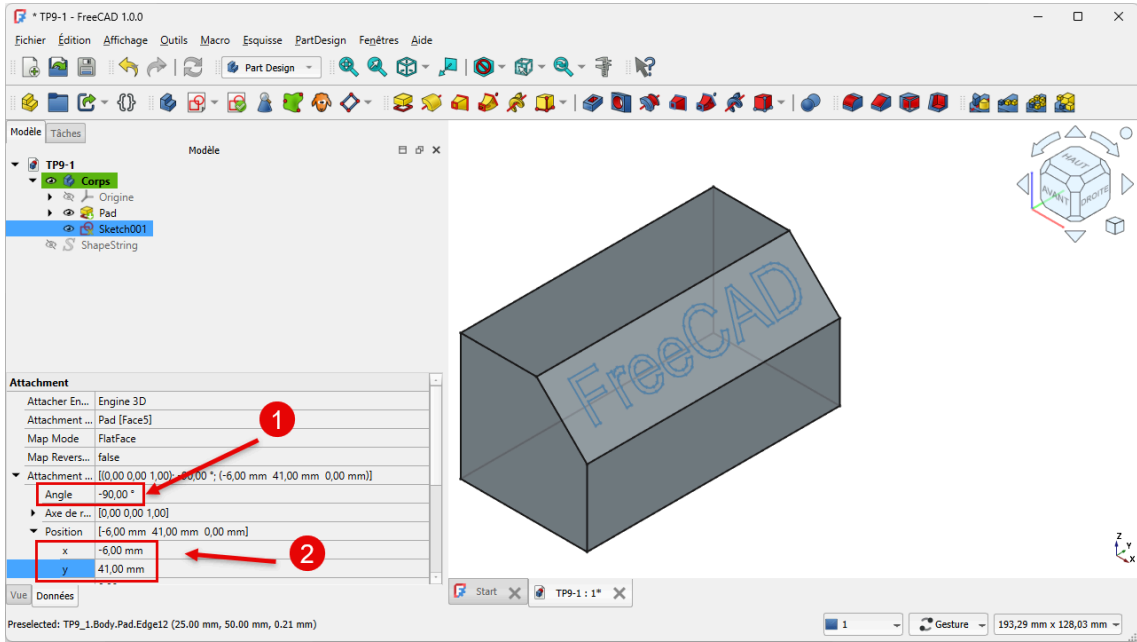 * TP9-1 - FreeCAD 1.0.0
Fichier Édition Affichage Outils Macro Esquisse PartDesign Fenêtres Aide
Part Design
Modèle Tâches
Modèle
TP9-1
Corps
Origine
Pad
Sketch001
ShapeString
HAUT
AVANT
DROITE
FreeCAD
Attachment
Attacher En... Engine 3D
Attachment ... Pad [Face5]
1
Map Mode FlatFace
Map Revers... false
Attachment ... [(0,00 0,00 1,00); -90,00 °; (-6,00 mm 41,00 mm 0,00 mm)]
Angle -90,00 °
Axe de r... [0,00 0,00 1,00]
Position [-6,00 mm 41,00 mm 0,00 mm]
x -6,00 mm
2
y 41,00 mm
Z
Y
X
Vue Données
Start TP9-1 : 1*
Preselected: TP9_1.Body.Pad.Edge12 (25.00 mm, 50.00 mm, 0.21 mm)
1 Gesture 193,29 mm x 128,03 mm